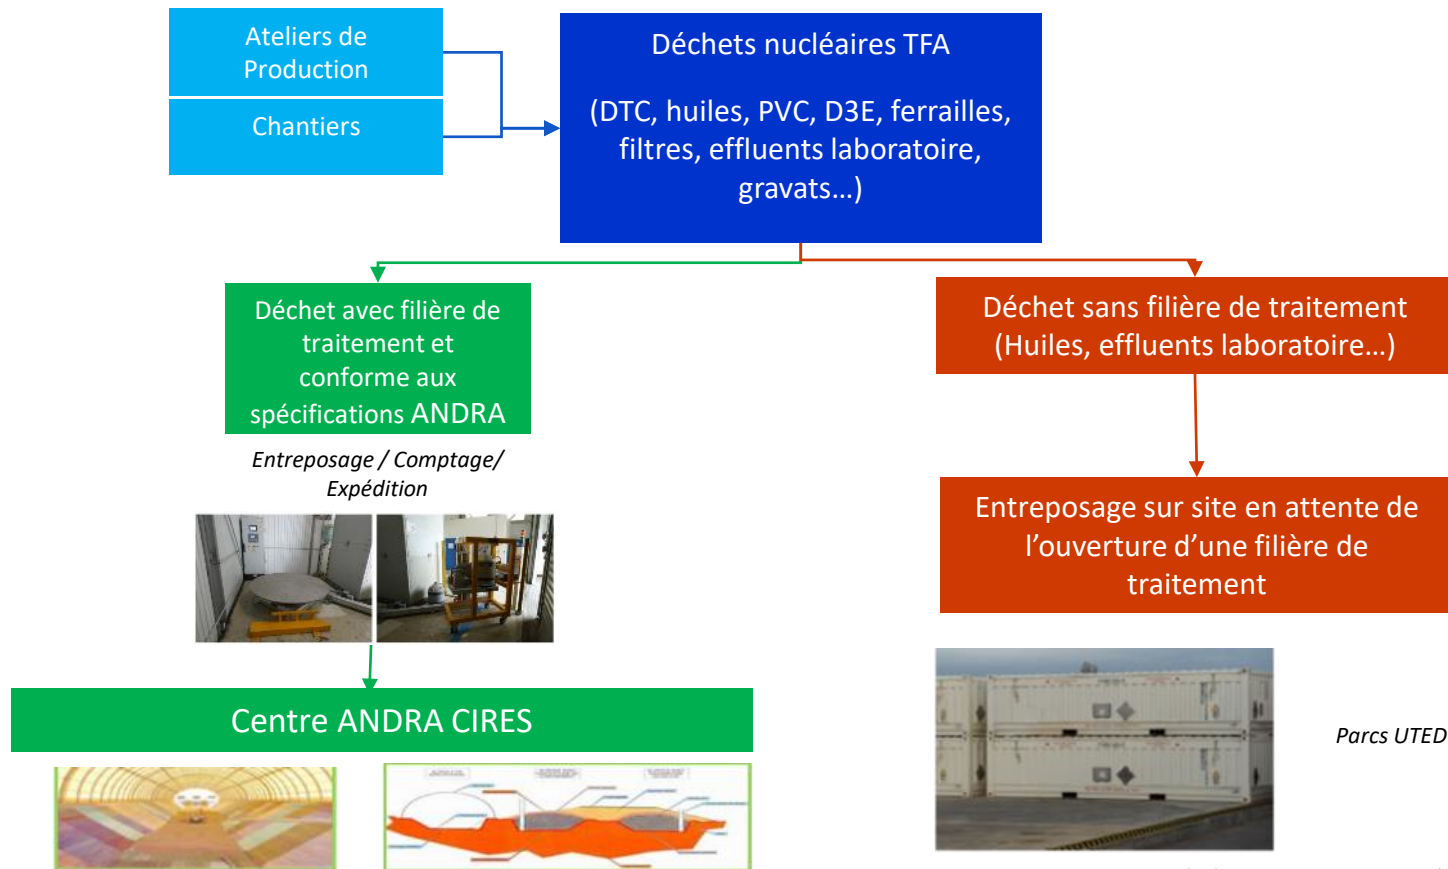 Ateliers de
Production
Chantiers
Déchets nucléaires TFA
(DTC, huiles, PVC, D3E, ferrailles,
filtres, effluents laboratoire,
gravats...)
Déchet avec filière de
traitement et
conforme aux
spécifications ANDRA
Déchet sans filière de traitement
(Huiles, effluents laboratoire...)
Entreposage / Comptage/
Expédition
Entreposage sur site en attente de
l'ouverture d'une filière de
traitement
Centre ANDRA CIRES
Parcs UTED